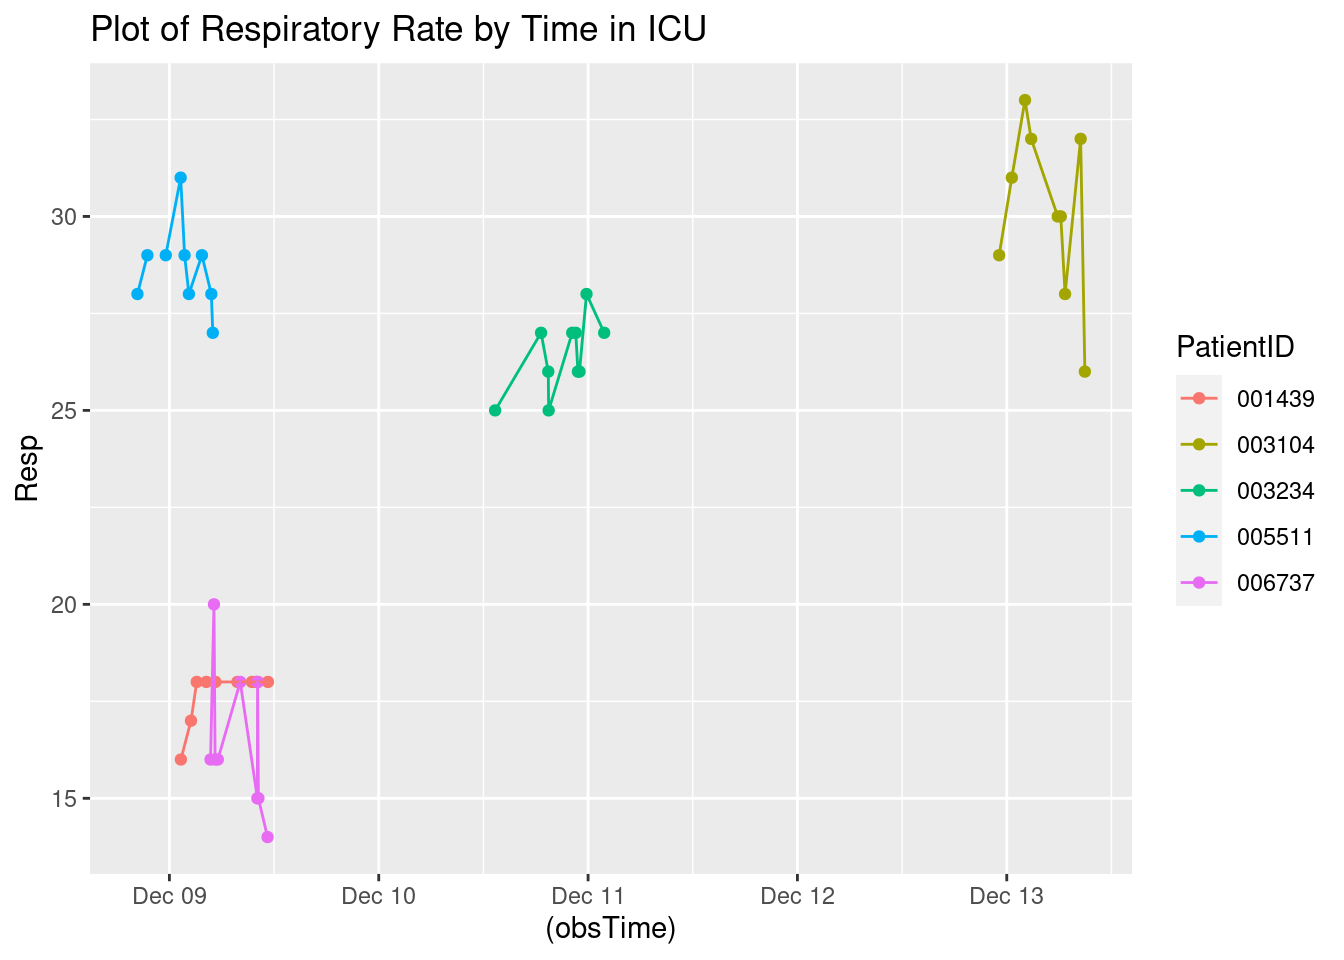 Plot of Respiratory Rate by Time in ICU
Resp
30
25
20
15
Dec 09 Dec 10 Dec 11 Dec 12 Dec 13
(obsTime)
PatientID
001439
003104
003234
005511
006737